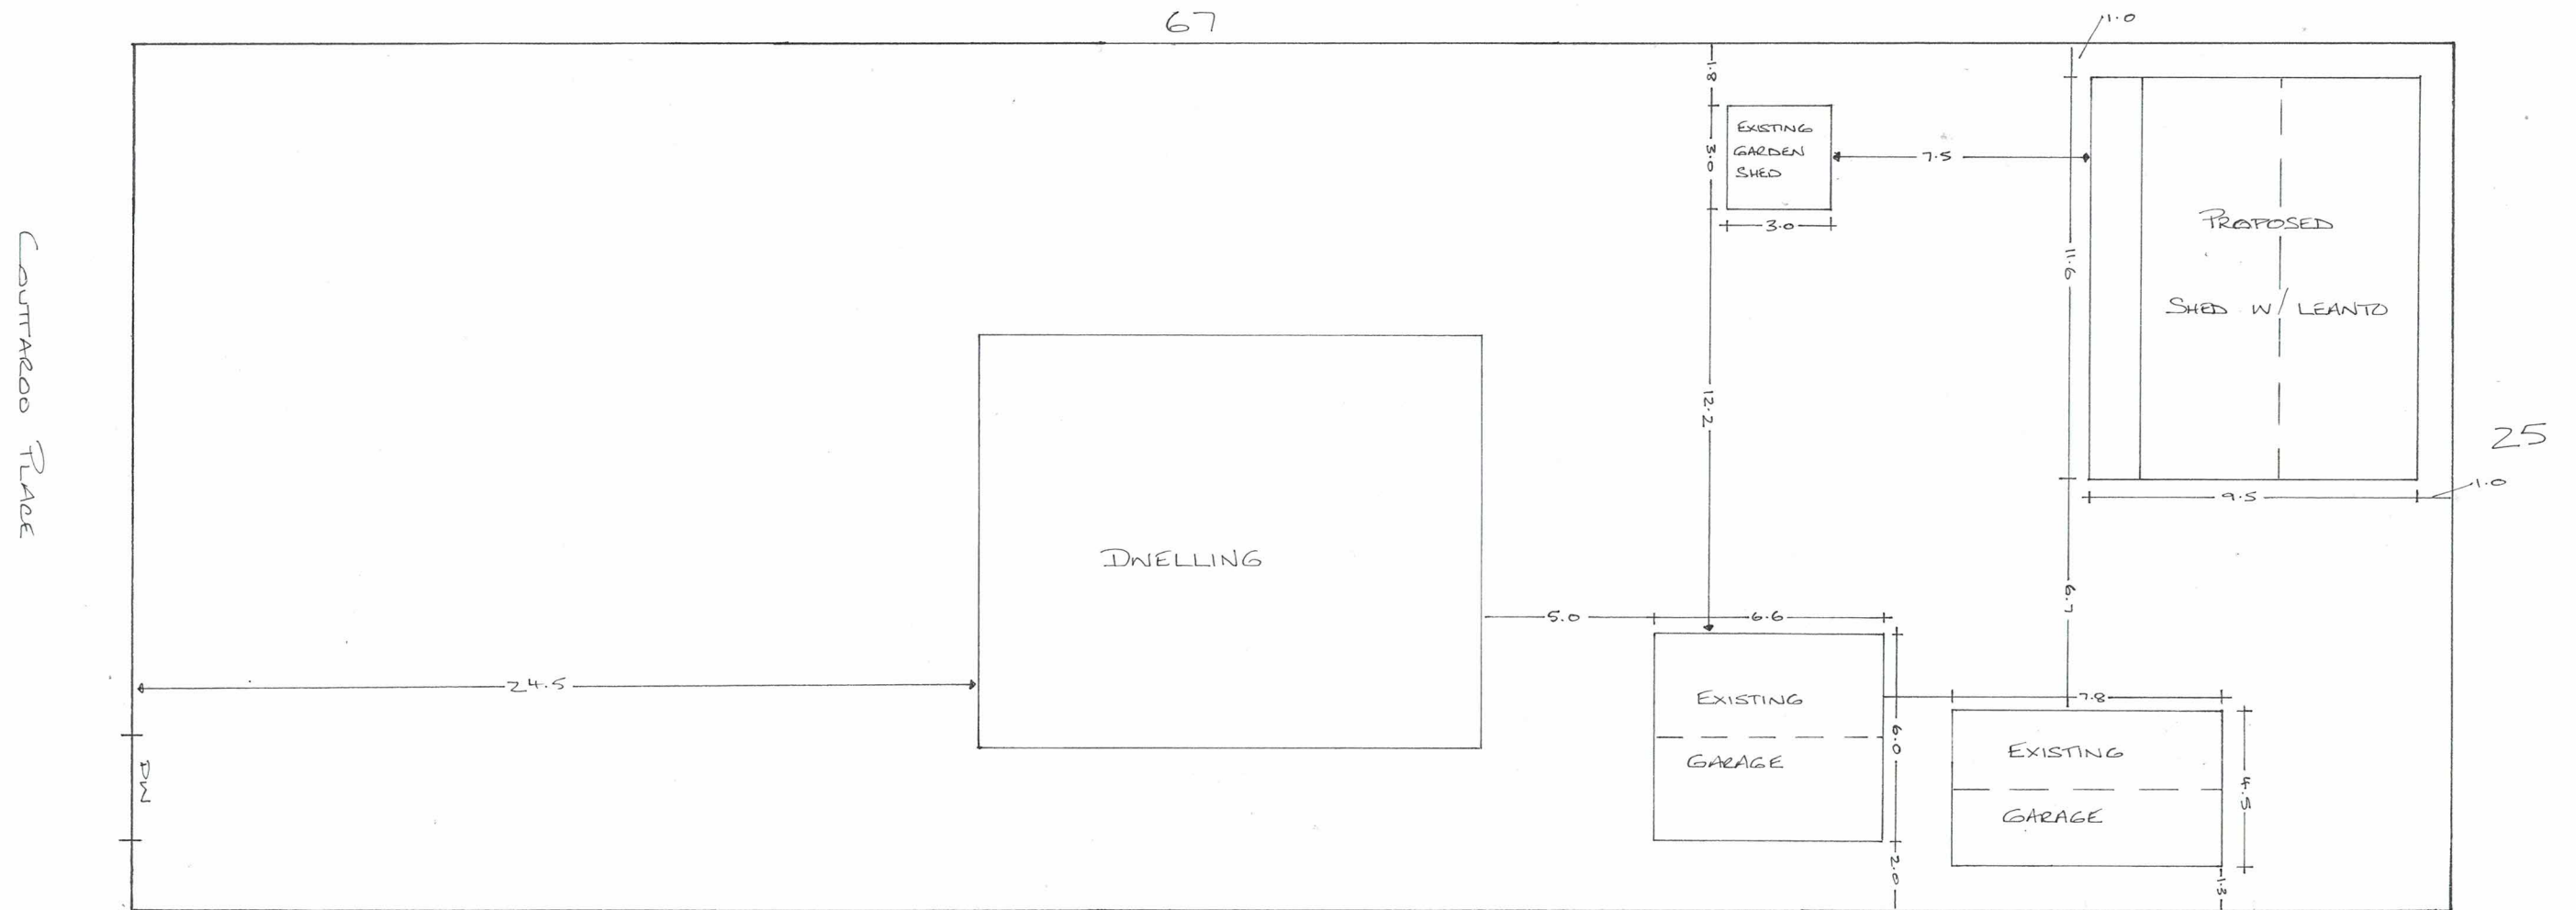 67
1.0
1.8
EXISTING
GARDEN
SHED
3.0
3.0
7.5
PROPOSED
SHED W/ LEANTO
11.6
COUTTAROO PLACE
25
9.5
1.0
12.2
DWELLING
6.7
5.0
6.6
24.5
EXISTING
GARAGE
6.0
7.8
EXISTING
GARAGE
4.5
DW
2.0
1.3